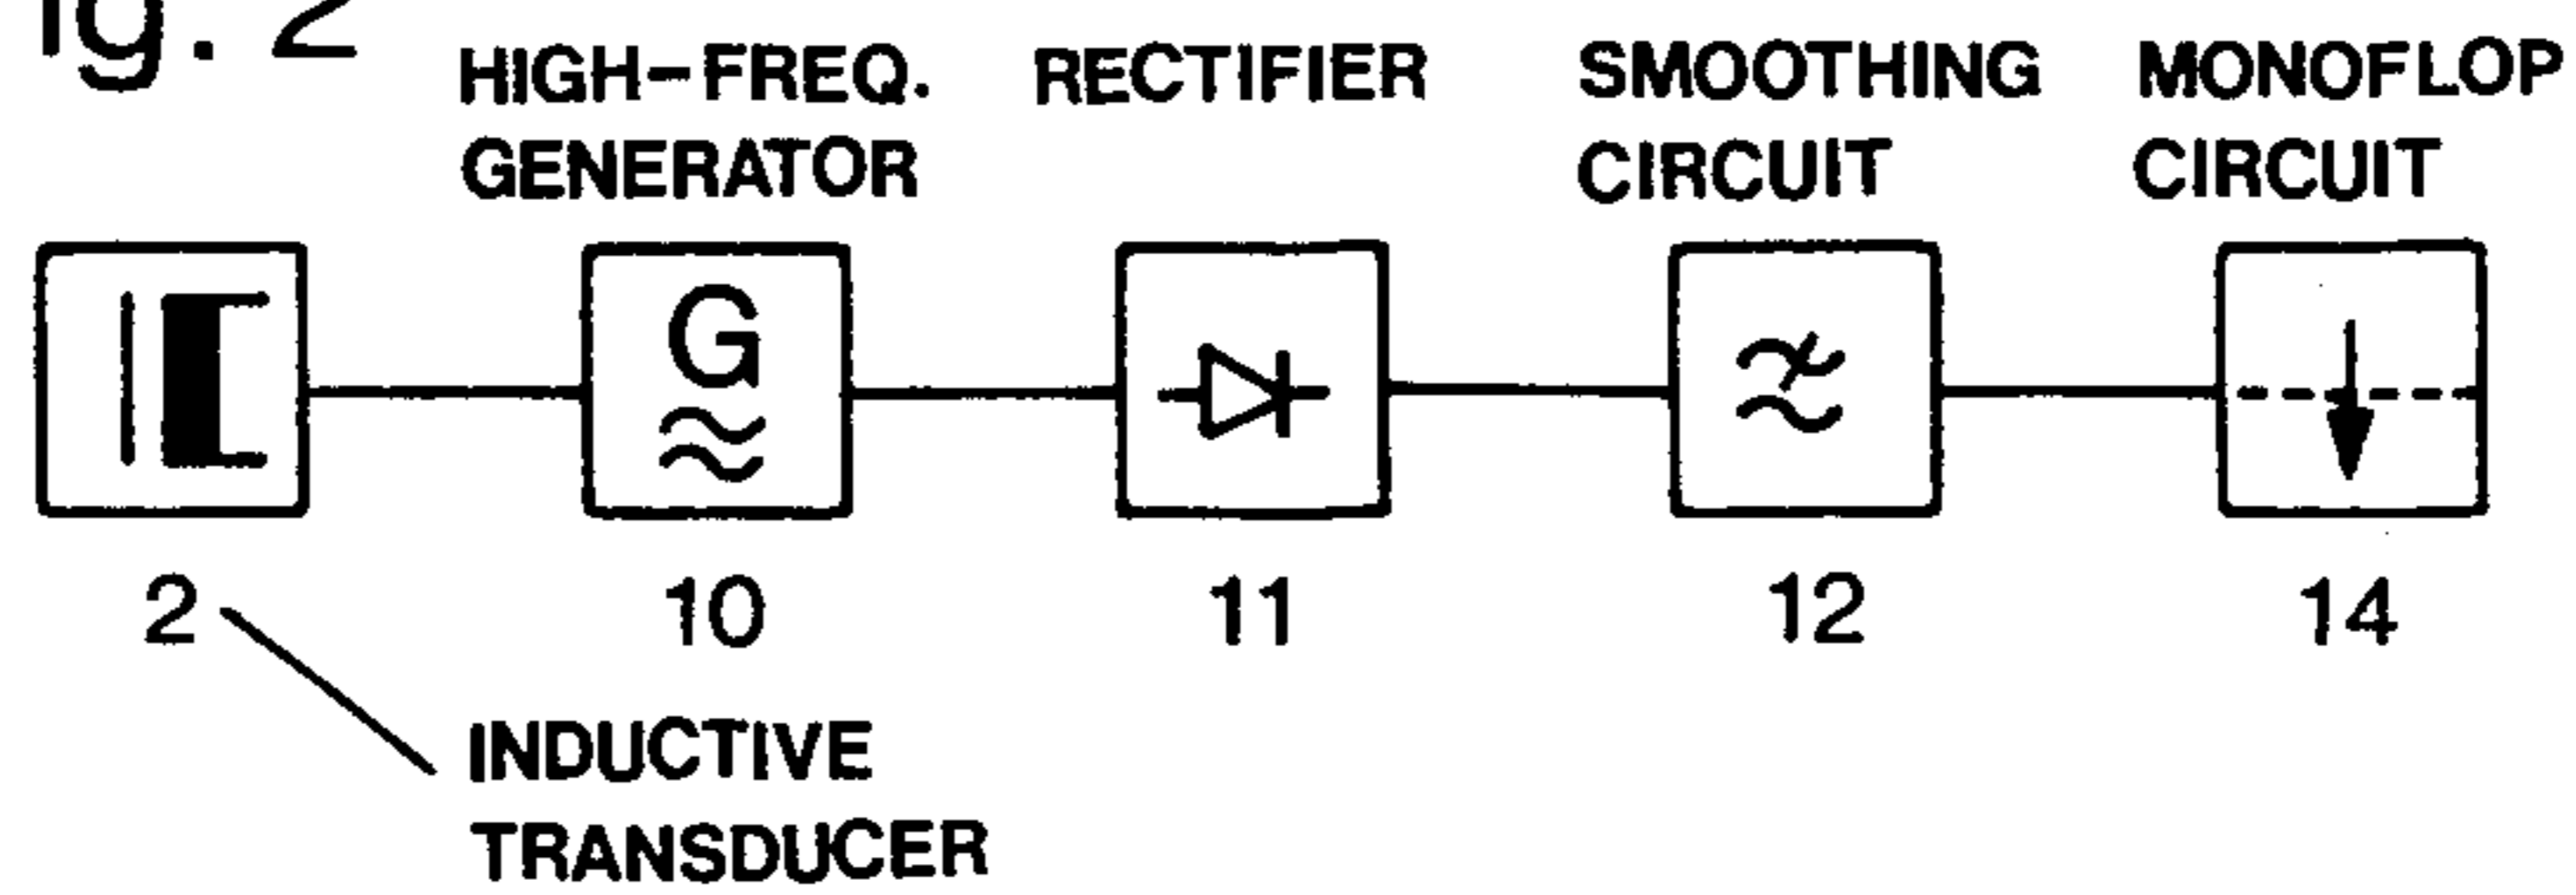 ig. 2
HIGH-FREQ.
GENERATOR
RECTIFIER
SMOOTHING
CIRCUIT
MONOFLOP
CIRCUIT
G
2
10
11
12
14
INDUCTIVE
TRANSDUCER